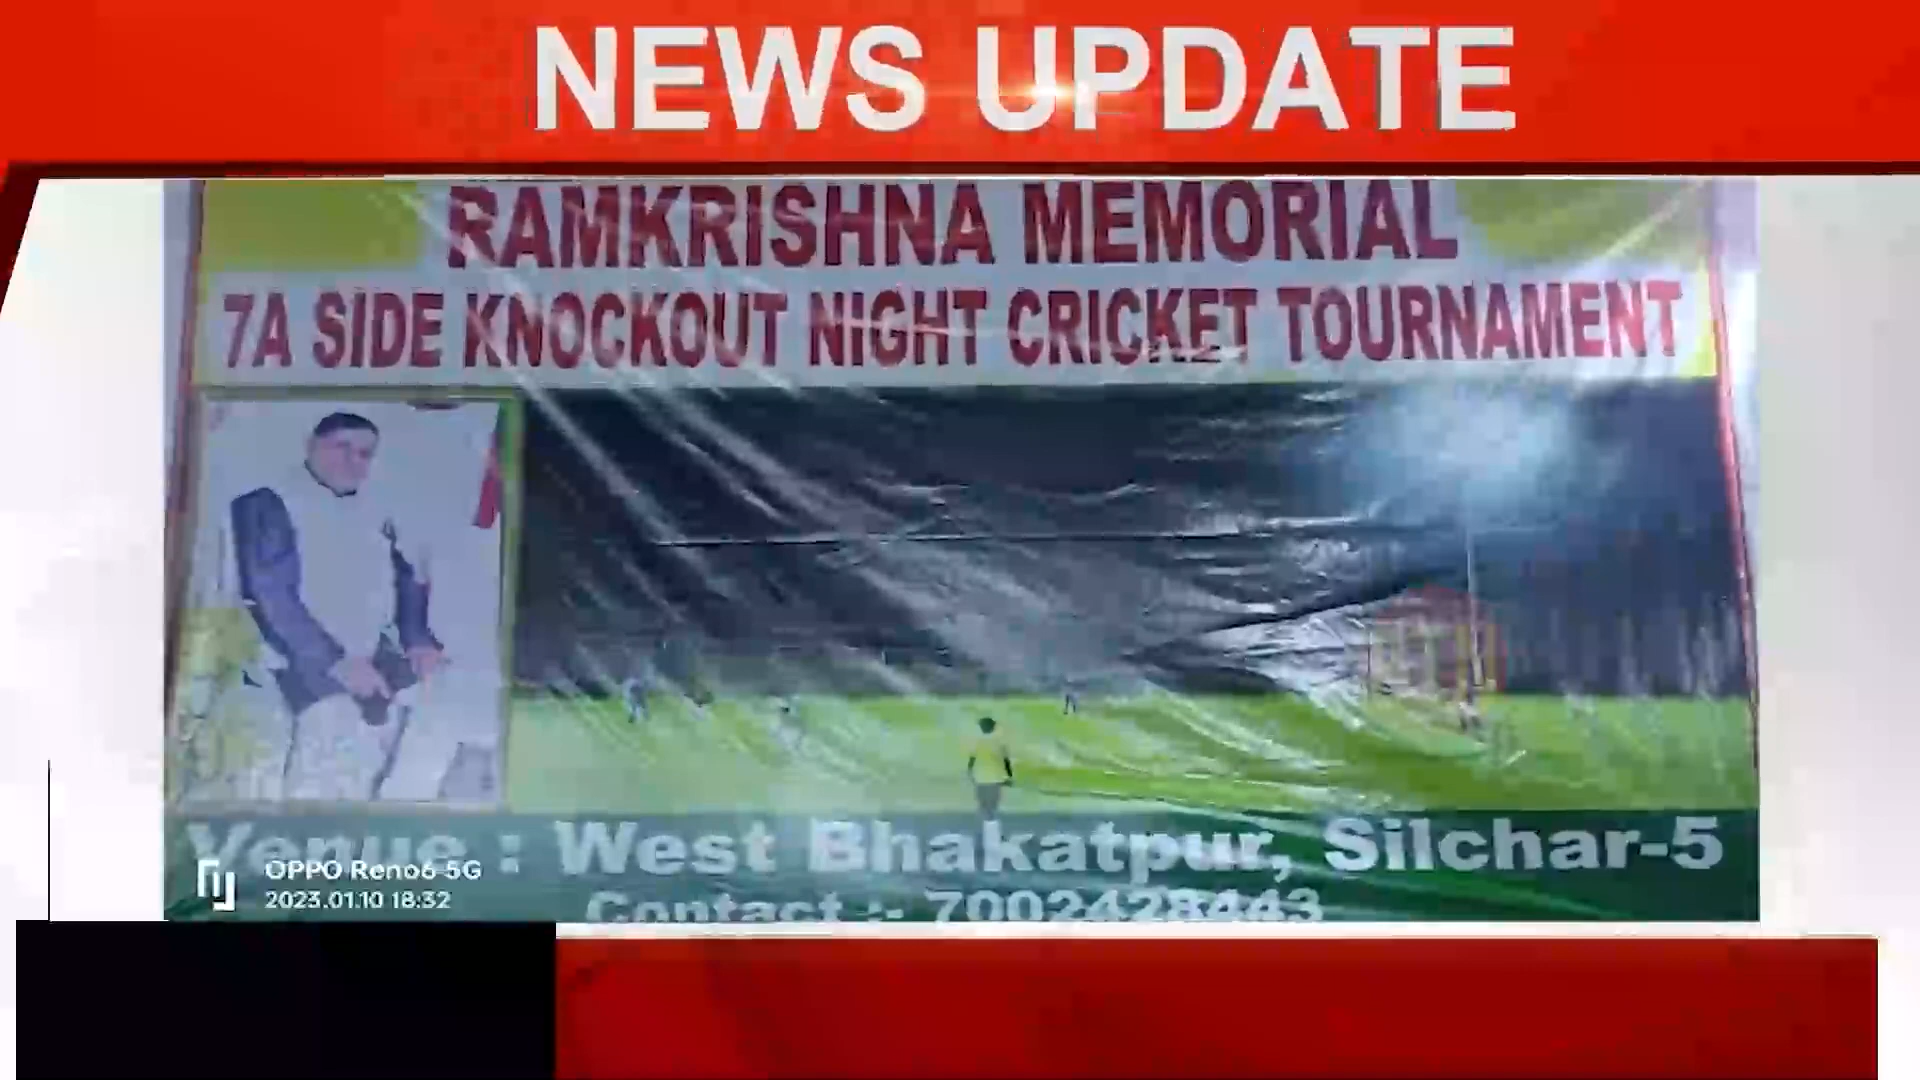 NEWS UPDATE
RAMKRISHNA MEMORIAL
7A SIDE KNOCKOUT NIGHT CRICKET TOURNAMENT
Venue : West Bhakatpur, Silchar-5
OPPO Reno6 5G
2023.01.10 18:32
Contact :- 7002428443